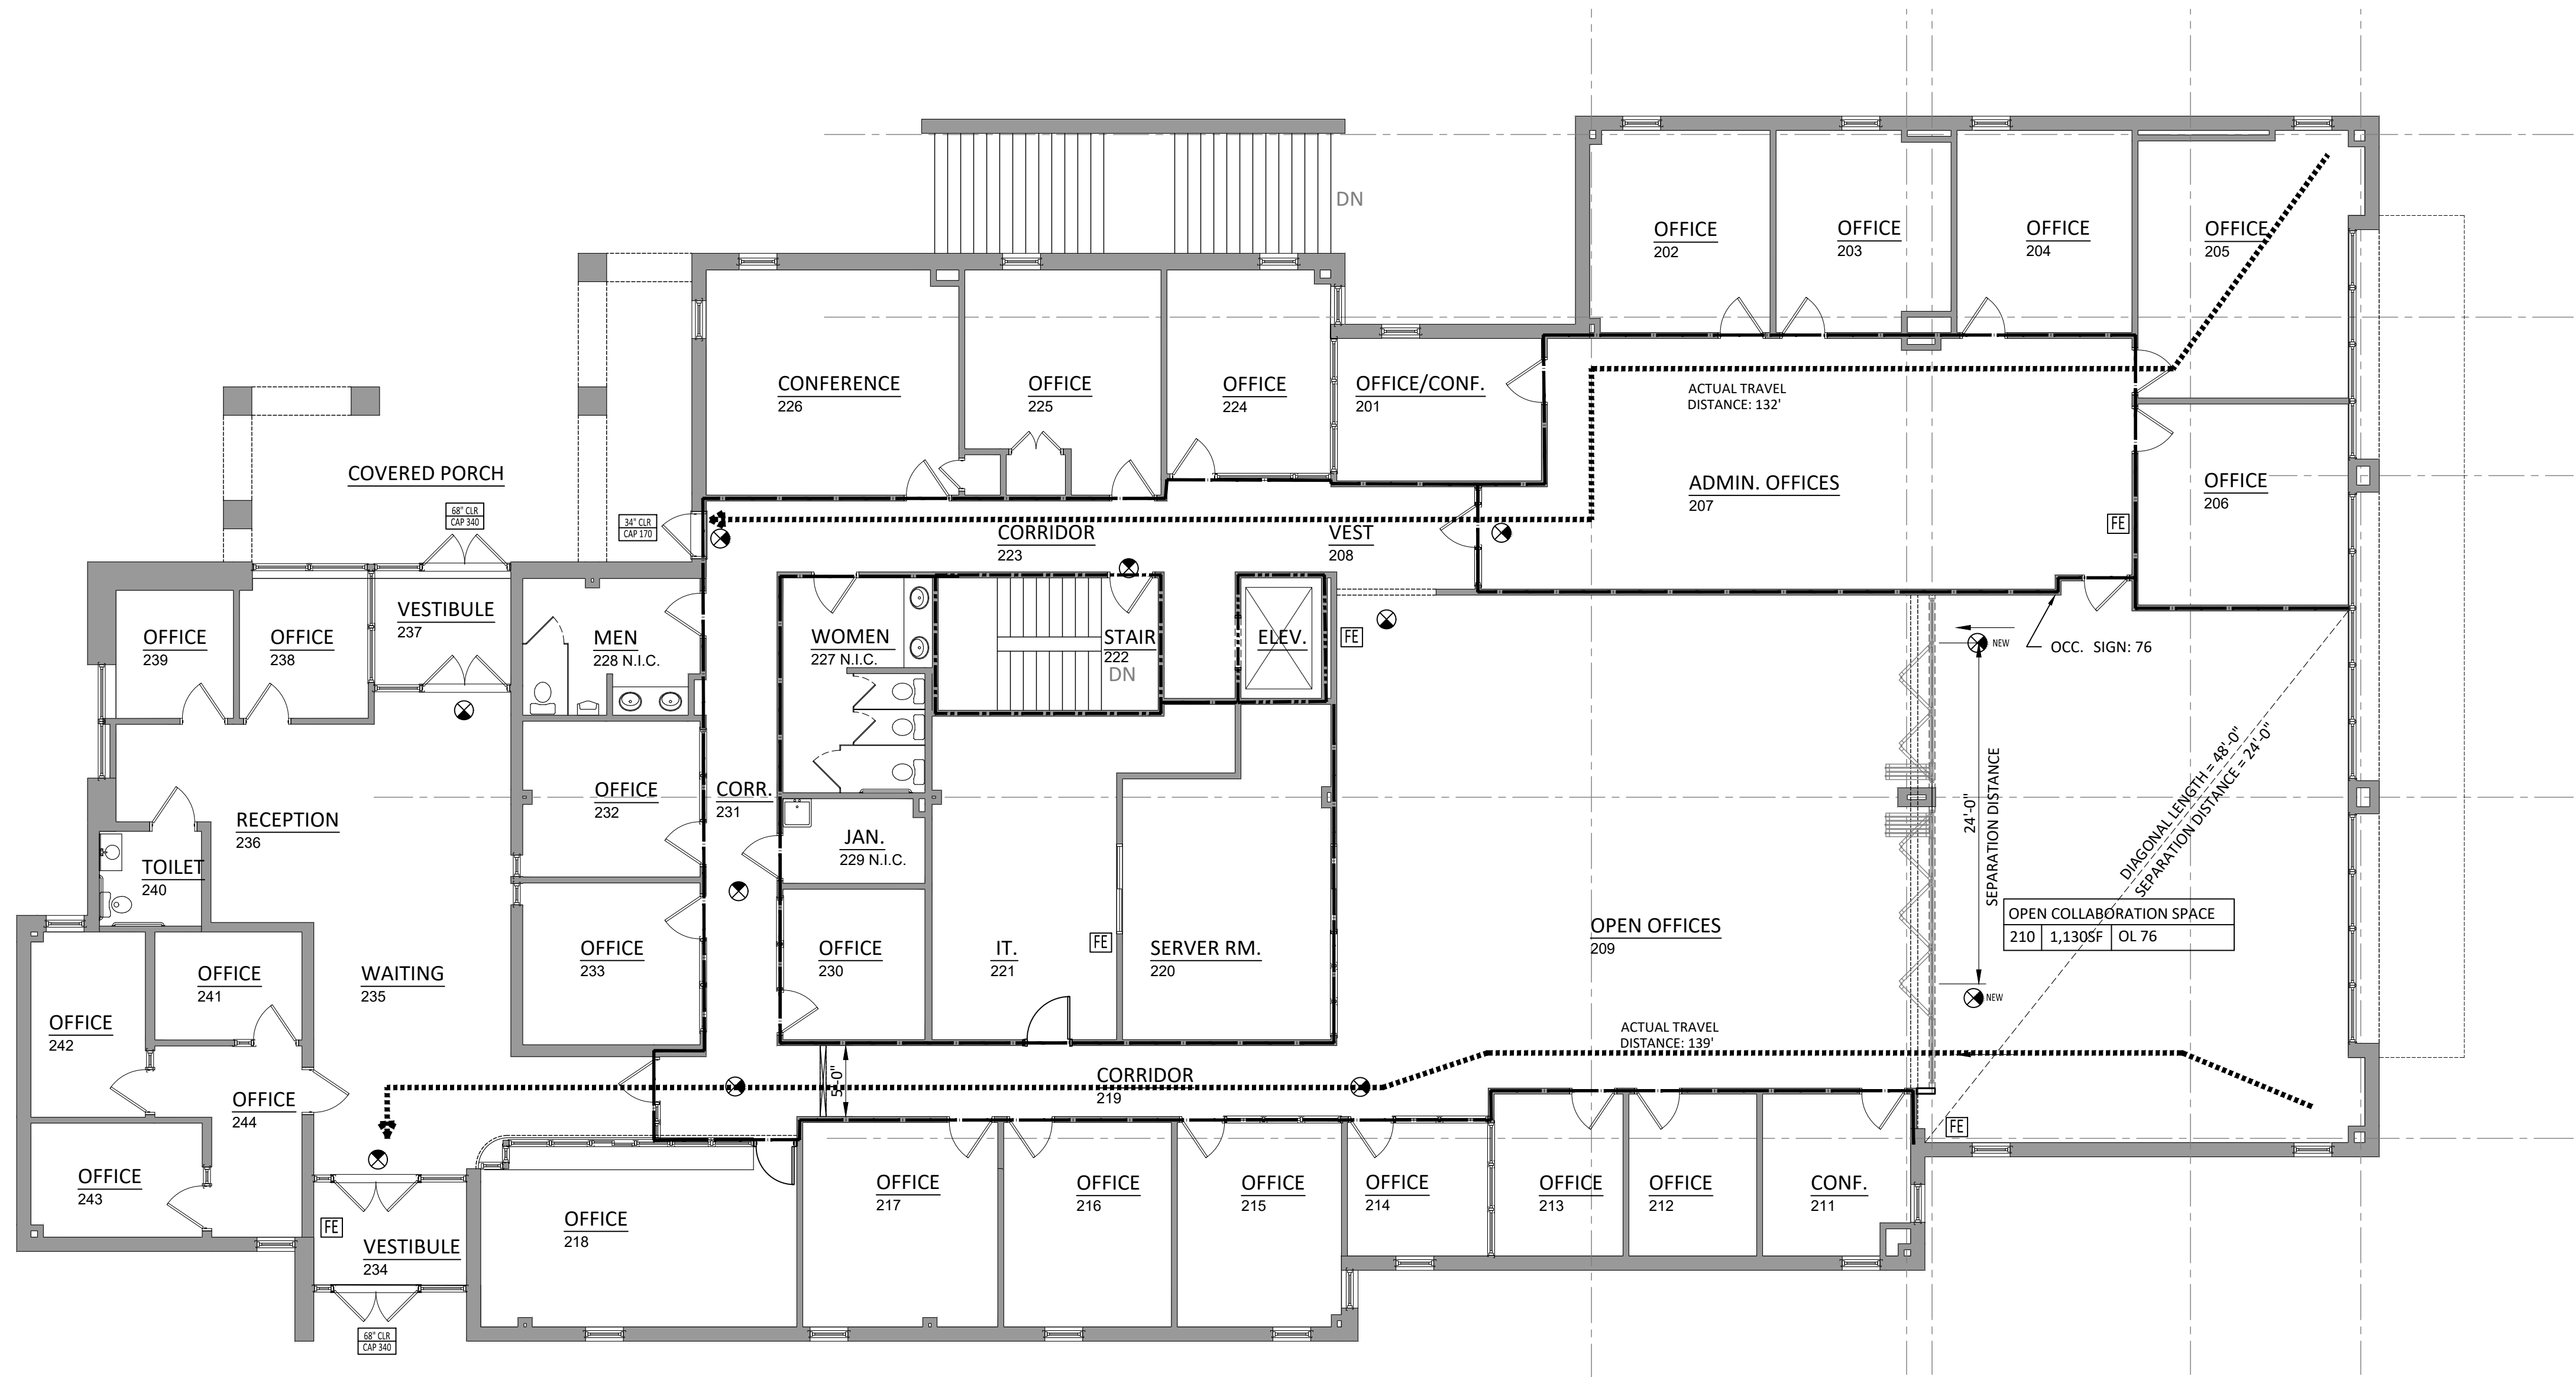 DN
OFFICE
202
OFFICE
203
OFFICE
204
OFFICE
205
CONFERENCE
226
OFFICE
225
OFFICE
224
OFFICE/CONF.
201
ACTUAL TRAVEL
DISTANCE: 132'
COVERED PORCH
ADMIN. OFFICES
207
OFFICE
206
68" CLR
CAP 340
34" CLR
CAP 170
FE
CORRIDOR
223
VEST
208
VESTIBULE
237
OFFICE
239
OFFICE
238
MEN
228 N.I.C.
WOMEN
227 N.I.C.
STAIR
222
DN
ELEV.
FE
NEW
OCC. SIGN: 76
OFFICE
232
CORR.
231
RECEPTION
236
JAN.
229 N.I.C.
TOILET
240
24'-0"
SEPARATION DISTANCE
DIAGONAL LENGTH = 48'-0"
SEPARATION DISTANCE = 24'-0"
OPEN COLLABORATION SPACE
210 1,130SF OL 76
OPEN OFFICES
209
OFFICE
233
OFFICE
230
IT.
221
FE
SERVER RM.
220
OFFICE
241
WAITING
235
OFFICE
242
NEW
ACTUAL TRAVEL
DISTANCE: 139'
5'-0"
CORRIDOR
219
OFFICE
244
FE
OFFICE
243
OFFICE
217
OFFICE
216
OFFICE
215
OFFICE
214
OFFICE
213
OFFICE
212
CONF.
211
OFFICE
218
FE
VESTIBULE
234
68" CLR
CAP 340